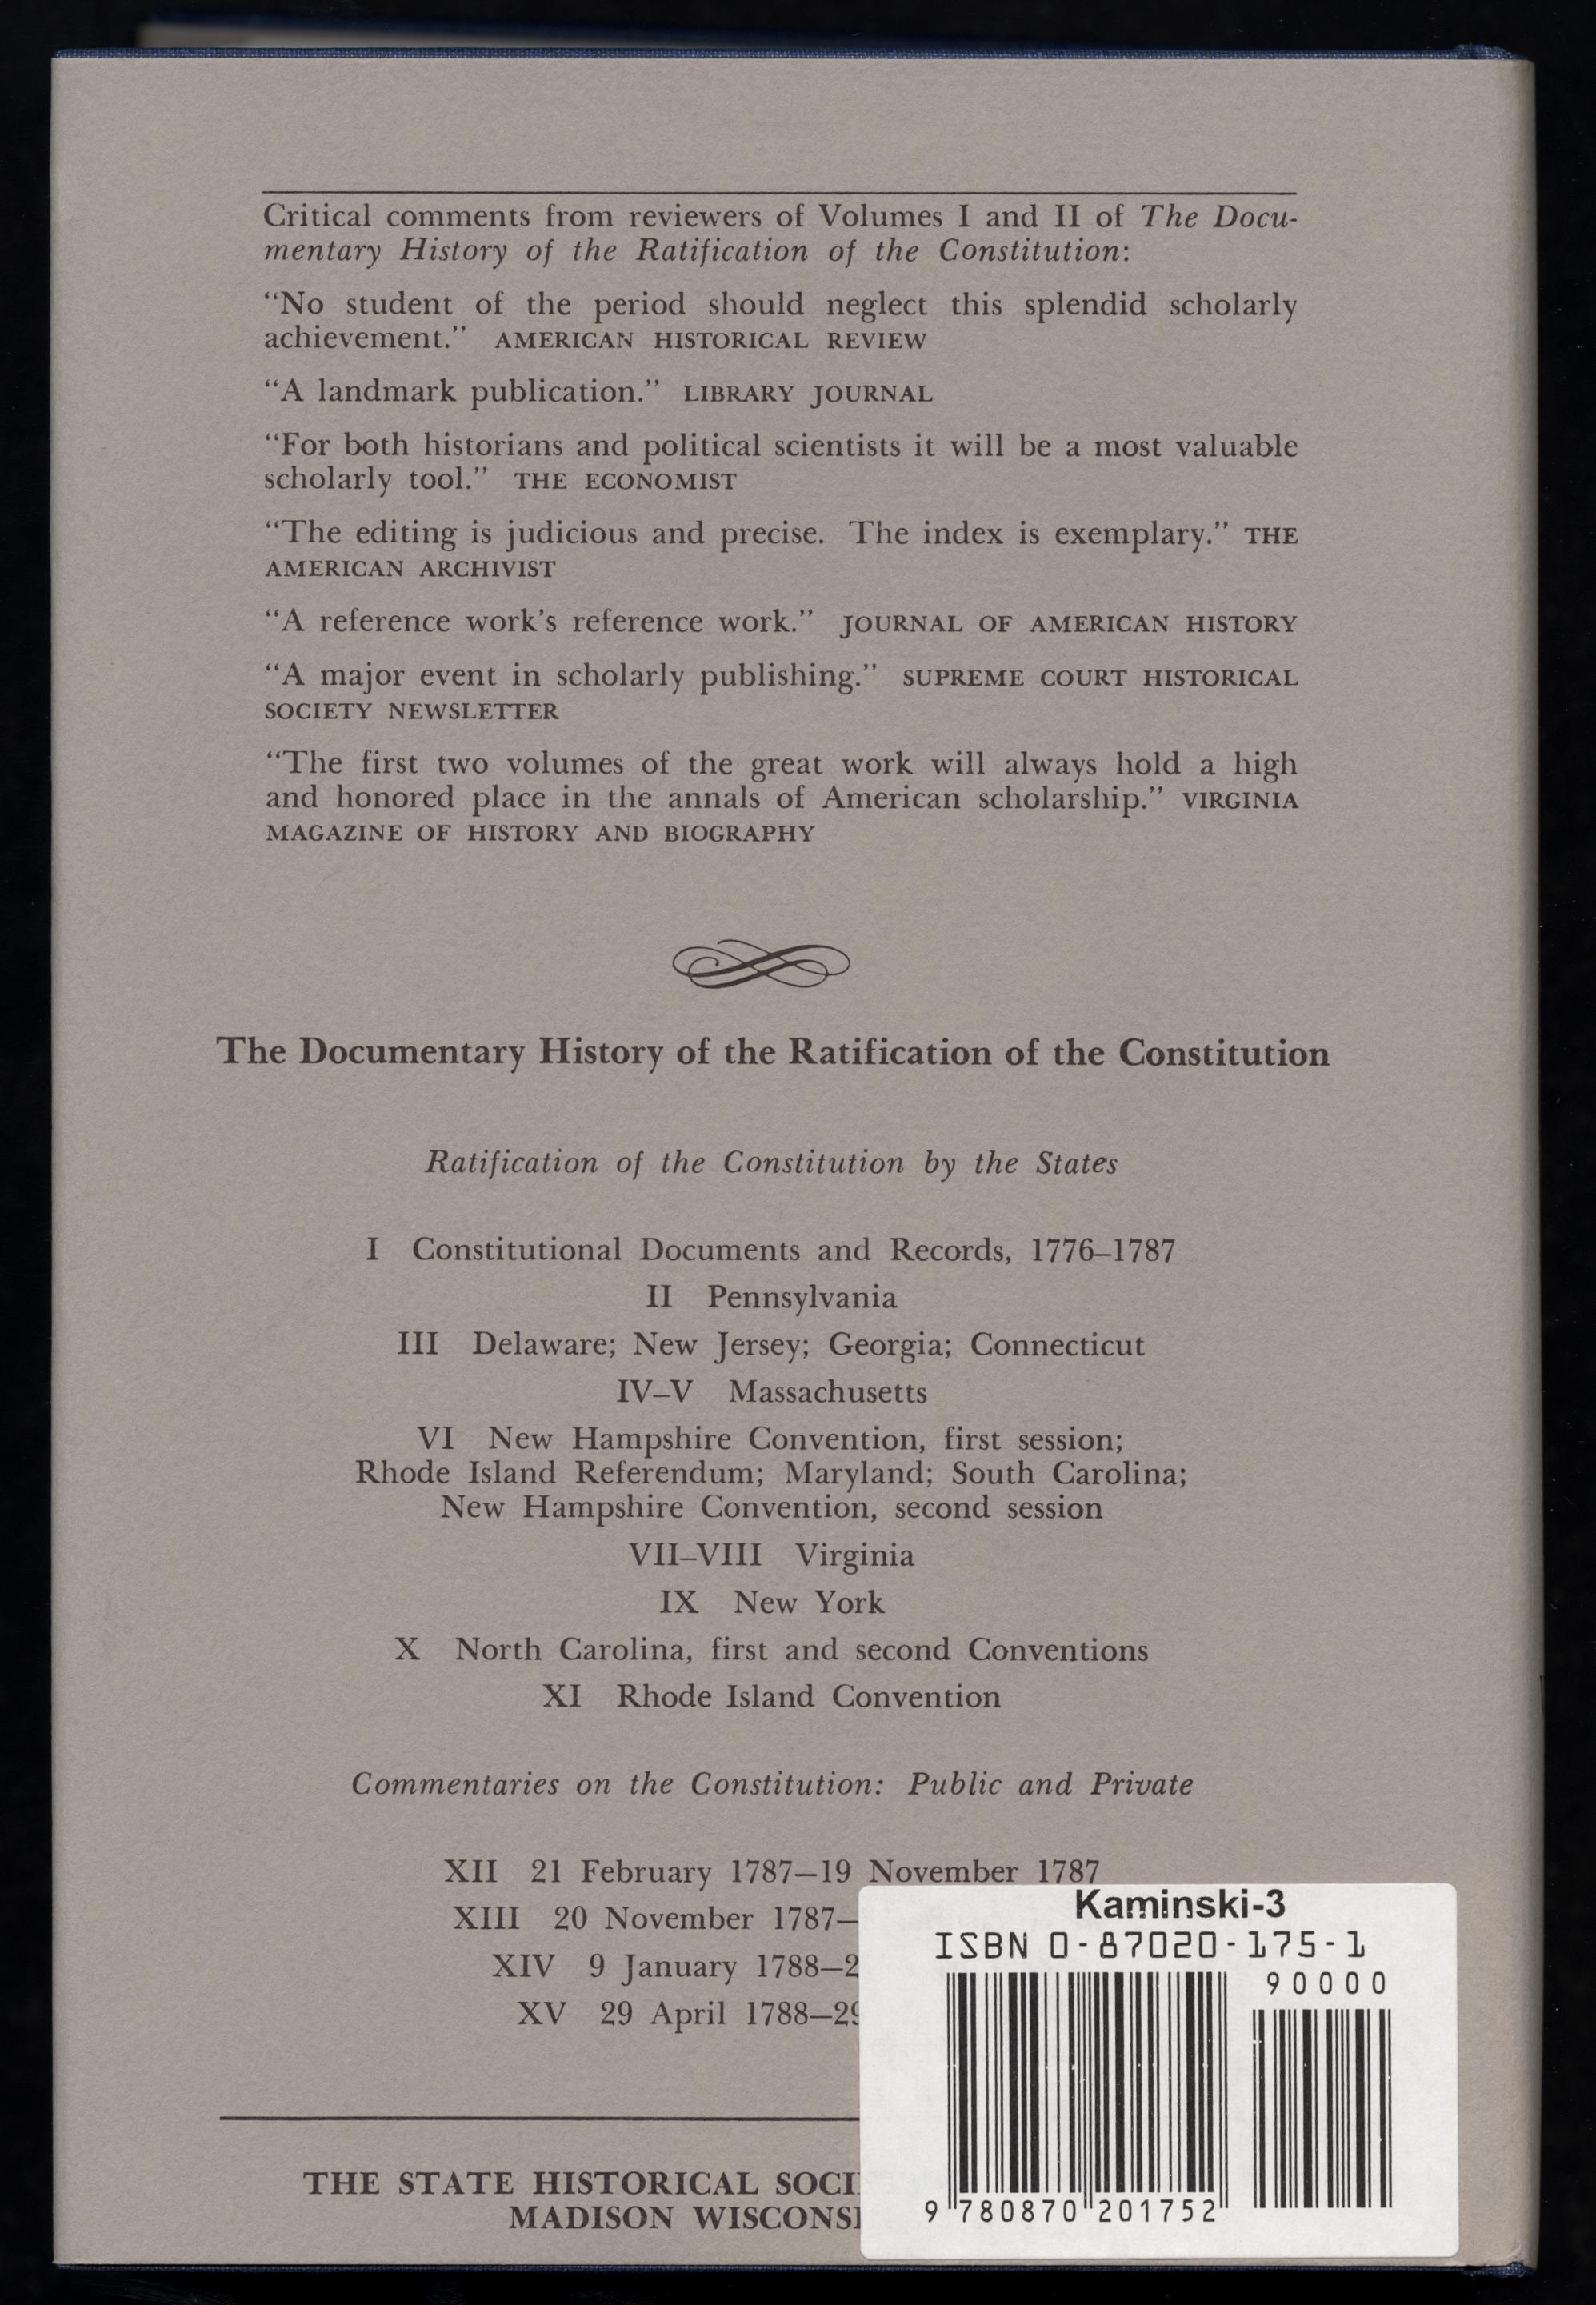 Critical comments from reviewers of Volumes I and II of The Docu-
mentary History of the Ratification of the Constitution:
“No student of the period should neglect this splendid scholarly
achievement.” AMERICAN HISTORICAL REVIEW
“A landmark publication.” LIBRARY JOURNAL
“For both historians and political scientists it will be a most valuable
scholarly tool.” THE ECONOMIST
“The editing is judicious and precise. The index is exemplary.” THE
AMERICAN ARCHIVIST
“A reference work's reference work.” JOURNAL OF AMERICAN HISTORY
“A major event in scholarly publishing.” SUPREME COURT HISTORICAL
SOCIETY NEWSLETTER
“The first two volumes of the great work will always hold a high
and honored place in the annals of American scholarship.” VIRGINIA
MAGAZINE OF HISTORY AND BIOGRAPHY
The Documentary History of the Ratification of the Constitution
Ratification of the Constitution by the States
I Constitutional Documents and Records, 1776–1787
II Pennsylvania
III Delaware; New Jersey; Georgia; Connecticut
IV–V Massachusetts
VI New Hampshire Convention, first session;
Rhode Island Referendum; Maryland; South Carolina;
New Hampshire Convention, second session
VII–VIII Virginia
IX New York
X North Carolina, first and second Conventions
XI Rhode Island Convention
Commentaries on the Constitution: Public and Private
XII 21 February 1787–19 November 1787
XIII 20 November 1787–
XIV 9 January 1788–2
XV 29 April 1788–29
THE STATE HISTORICAL SOCI
MADISON WISCONSI
Kaminski-3
ISBN 0-87020-175-1
90000
9 780870 201752